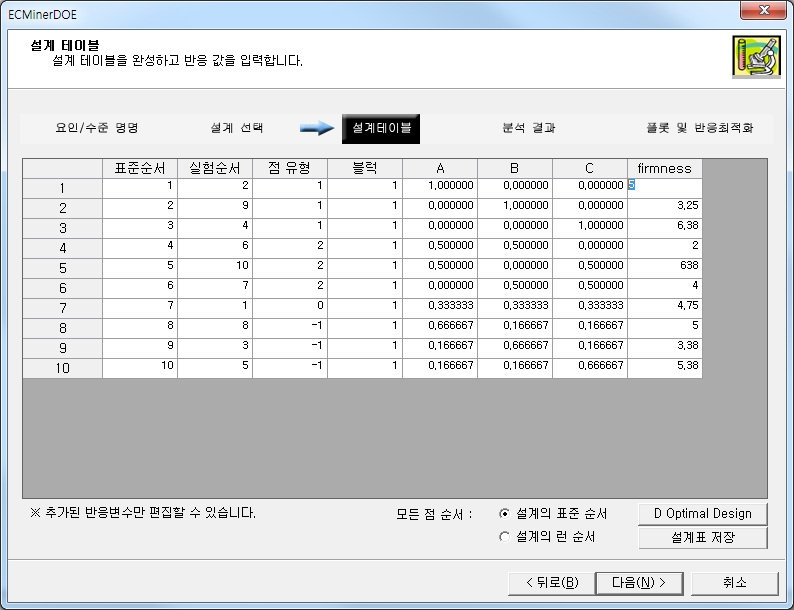 ECMinerDOE
설계 테이블
설계 테이블을 완성하고 반응 값을 입력합니다.
요인/수준 명명 설계 선택 설계테이블 분석 결과 플롯 및 반응최적화
표준순서 실험순서 점 유형 블럭 A B C firmness
1 1 2 1 1 1,000000 0,000000 0,000000 5
2 2 9 1 1 0,000000 1,000000 0,000000 3,25
3 3 4 1 1 0,000000 0,000000 1,000000 6,38
4 4 6 2 1 0,500000 0,500000 0,000000 2
5 5 10 2 1 0,500000 0,000000 0,500000 638
6 6 7 2 1 0,000000 0,500000 0,500000 4
7 7 1 0 1 0,333333 0,333333 0,333333 4,75
8 8 8 -1 1 0,666667 0,166667 0,166667 5
9 9 3 -1 1 0,166667 0,666667 0,166667 3,38
10 10 5 -1 1 0,166667 0,166667 0,666667 5,38
※ 추가된 반응변수만 편집할 수 있습니다. 모든 점 순서 : 설계의 표준 순서 D Optimal Design
설계의 런 순서 설계표 저장
< 뒤로(B) 다음(N) > 취소